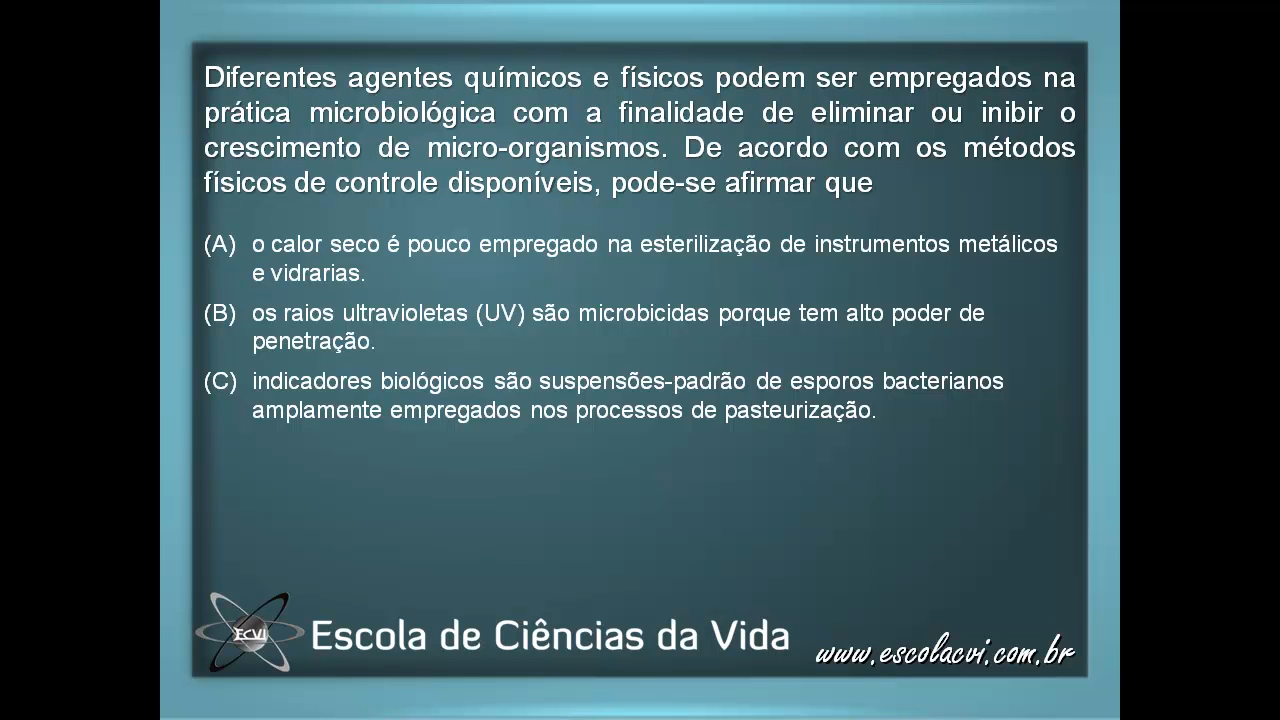 Diferentes agentes químicos e físicos podem ser empregados na
prática microbiológica com a finalidade de eliminar ou inibir o
crescimento de micro-organismos. De acordo com os métodos
físicos de controle disponíveis, pode-se afirmar que
(A) o calor seco é pouco empregado na esterilização de instrumentos metálicos
e vidrarias.
(B) os raios ultravioletas (UV) são microbicidas porque tem alto poder de
penetração.
(C) indicadores biológicos são suspensões-padrão de esporos bacterianos
amplamente empregados nos processos de pasteurização.
EcVi
Escola de Ciências da Vida
www.escolacvi.com.br